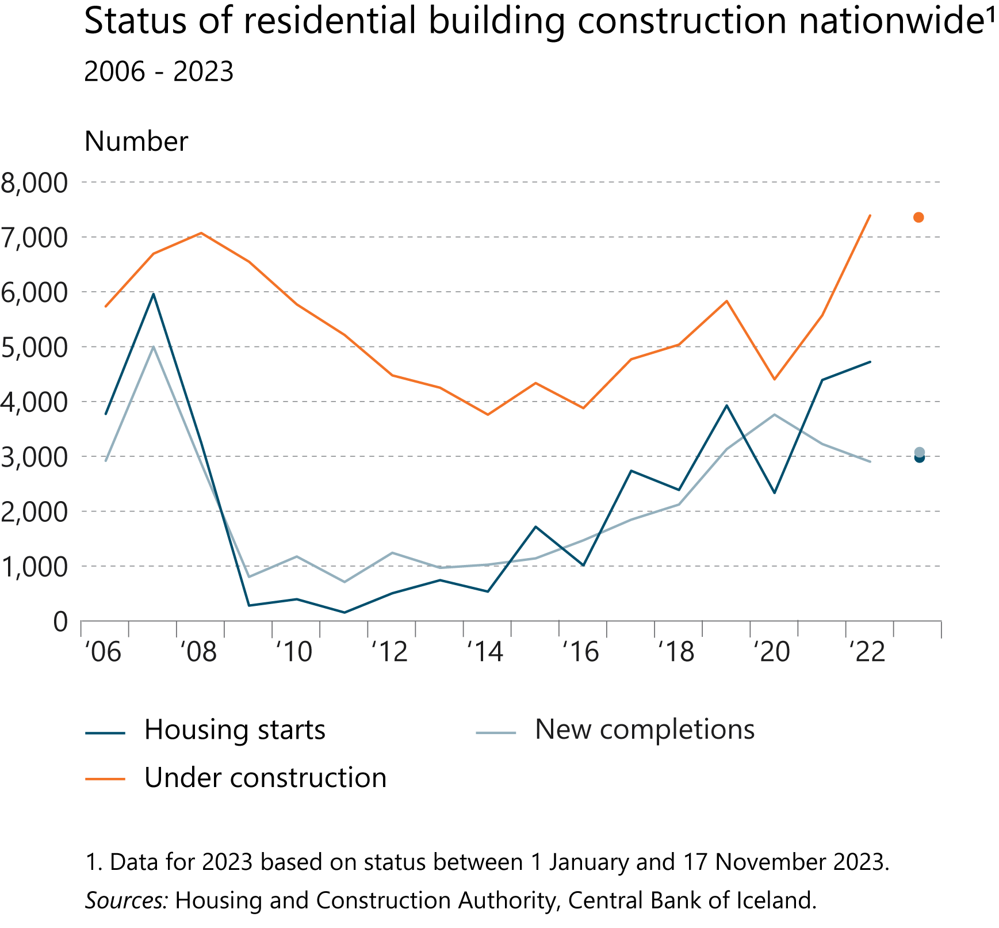 Status of residential building construction nationwide¹
2006 - 2023
Number
8,000
7,000
6,000
5,000
4,000
3,000
2,000
1,000
0
‘06 ‘08 ‘10 ‘12 ‘14 ‘16 ‘18 ‘20 ‘22
Housing starts New completions
Under construction
1. Data for 2023 based on status between 1 January and 17 November 2023.
Sources: Housing and Construction Authority, Central Bank of Iceland.